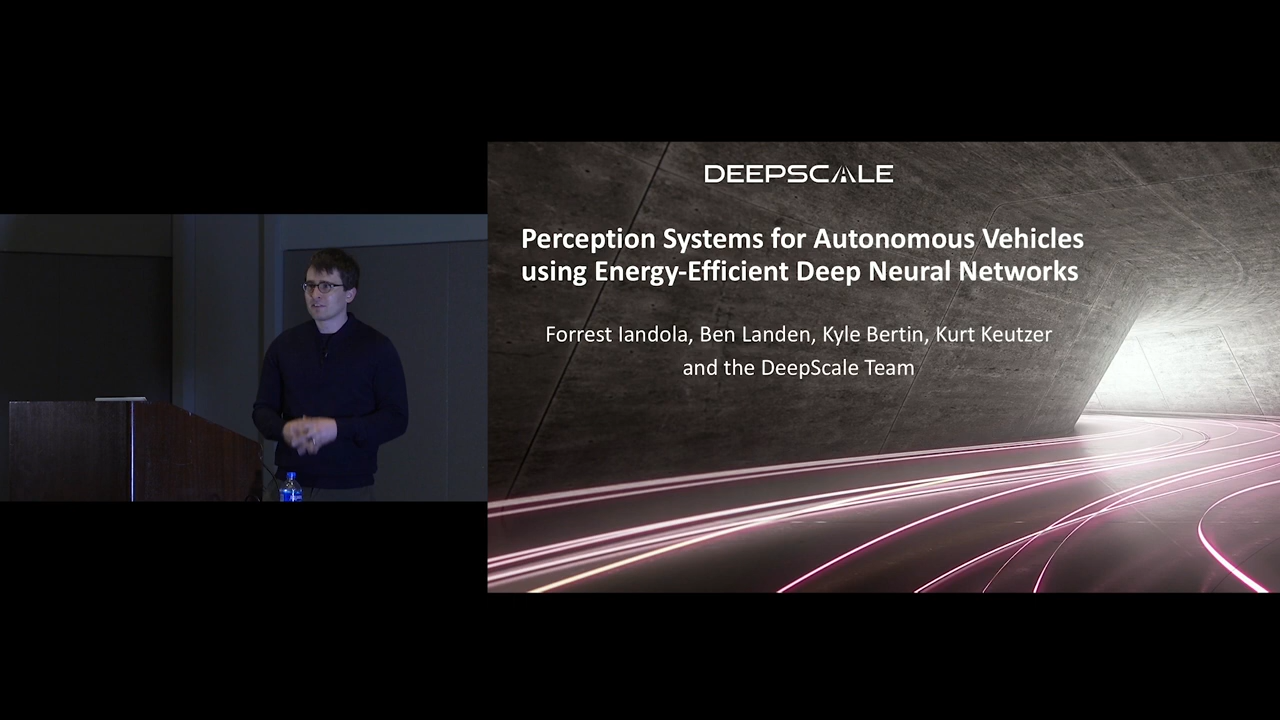 DEEPSCALE
Perception Systems for Autonomous Vehicles
using Energy-Efficient Deep Neural Networks
Forrest Iandola, Ben Landen, Kyle Bertin, Kurt Keutzer
and the DeepScale Team